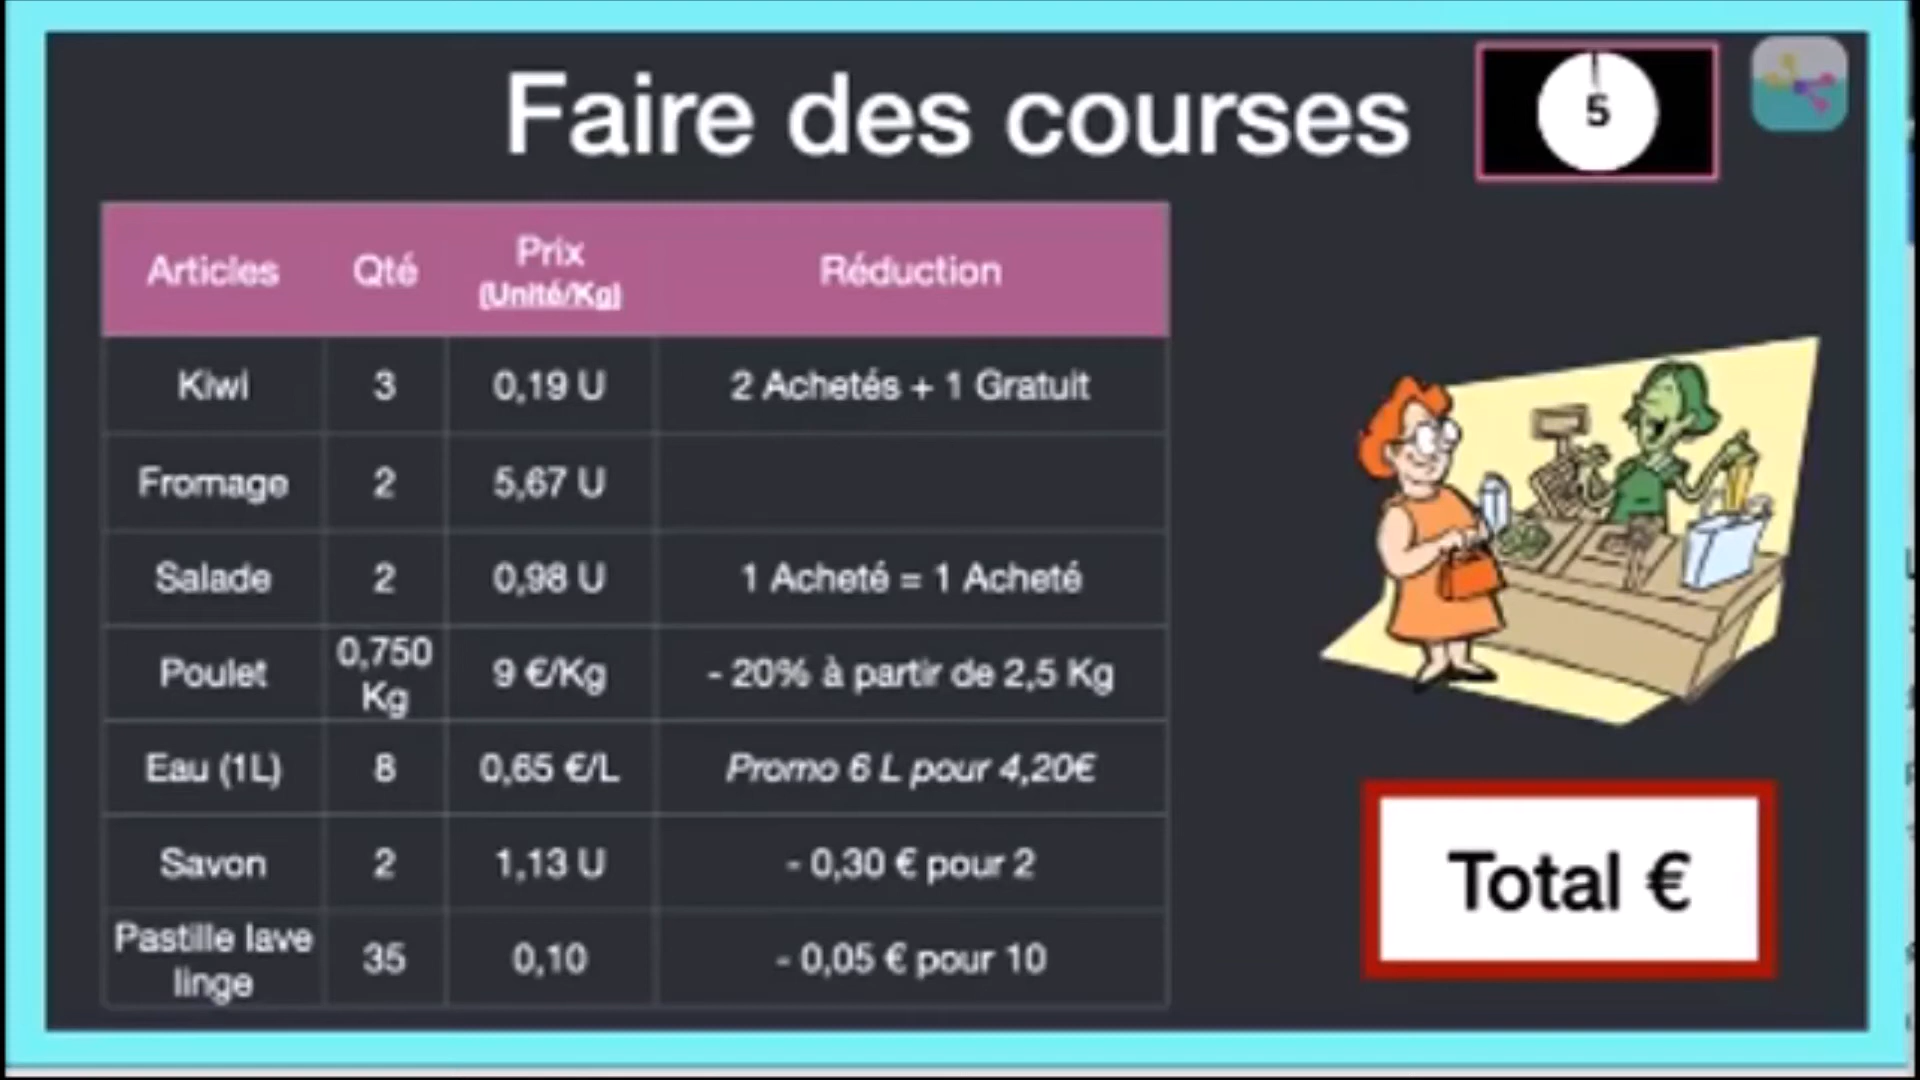 Faire des courses
5
Articles Qté Prix (Unité/Kg) Réduction
Kiwi 3 0,19 U 2 Achetés + 1 Gratuit
Fromage 2 5,67 U
Salade 2 0,98 U 1 Acheté = 1 Acheté
Poulet 0,750 Kg 9 €/Kg - 20% à partir de 2,5 Kg
Eau (1L) 8 0,65 €/L Promo 6 L pour 4,20€
Savon 2 1,13 U - 0,30 € pour 2
Pastille lave linge 35 0,10 - 0,05 € pour 10
Total €